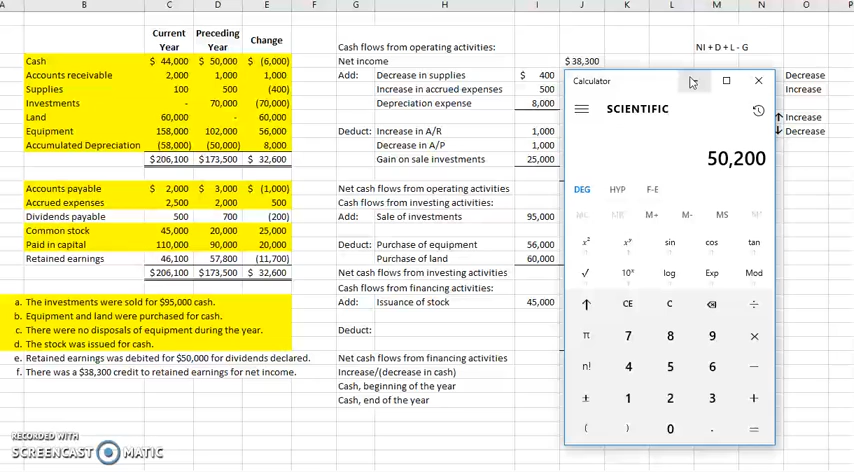 Current Preceding
Year Year Change
Cash $ 44,000 $ 50,000 $ (6,000)
Accounts receivable 2,000 1,000 1,000
Supplies 100 500 (400)
Investments - 70,000 (70,000)
Land 60,000 -
Equipment 158,000 102,000 56,000
Accumulated Depreciation (58,000) (50,000) 8,000
$206,100 $173,500 $ 32,600
Accounts payable $ 2,000 $ 3,000 $ (1,000)
Accrued expenses 2,500 2,000 500
Dividends payable 500 700 (200)
Common stock 45,000 20,000 25,000
Paid in capital 110,000 90,000 20,000
Retained earnings 46,100 57,800 (11,700)
$206,100 $173,500 $ 32,600
a. The investments were sold for $95,000 cash.
b. Equipment and land were purchased for cash.
c. There were no disposals of equipment during the year.
d. The stock was issued for cash.
e. Retained earnings was debited for $50,000 for dividends declared.
f. There was a $38,300 credit to retained earnings for net income.
B C D E F G H I J K L M N O P
Cash flows from operating activities: NI + D + L - G
Net income $ 38,300
Add: Decrease in supplies $ 400
Increase in accrued expenses 500
Depreciation expense 8,000
Deduct: Increase in A/R 1,000
Decrease in A/P 1,000
Gain on sale investments 25,000
Net cash flows from operating activities
Cash flows from investing activities:
Add: Sale of investments 95,000
Deduct: Purchase of equipment 56,000
Purchase of land 60,000
Net cash flows from investing activities
Cash flows from financing activities:
Add: Issuance of stock 45,000
Deduct:
Net cash flows from financing activities
Increase/(decrease in cash)
Cash, beginning of the year
Cash, end of the year
Decrease
Increase
↑ Increase
↓ Decrease
Calculator
SCIENTIFIC
50,200
DEG HYP F-E
MC MR M+ M- MS
x² xʸ sin cos tan
√ 10ˣ log Exp Mod
↑ CE C ⌫ ÷
π 7 8 9 ×
n! 4 5 6 −
± 1 2 3 +
( ) 0 . =
RECORDED WITH
SCREENCAST MATIC